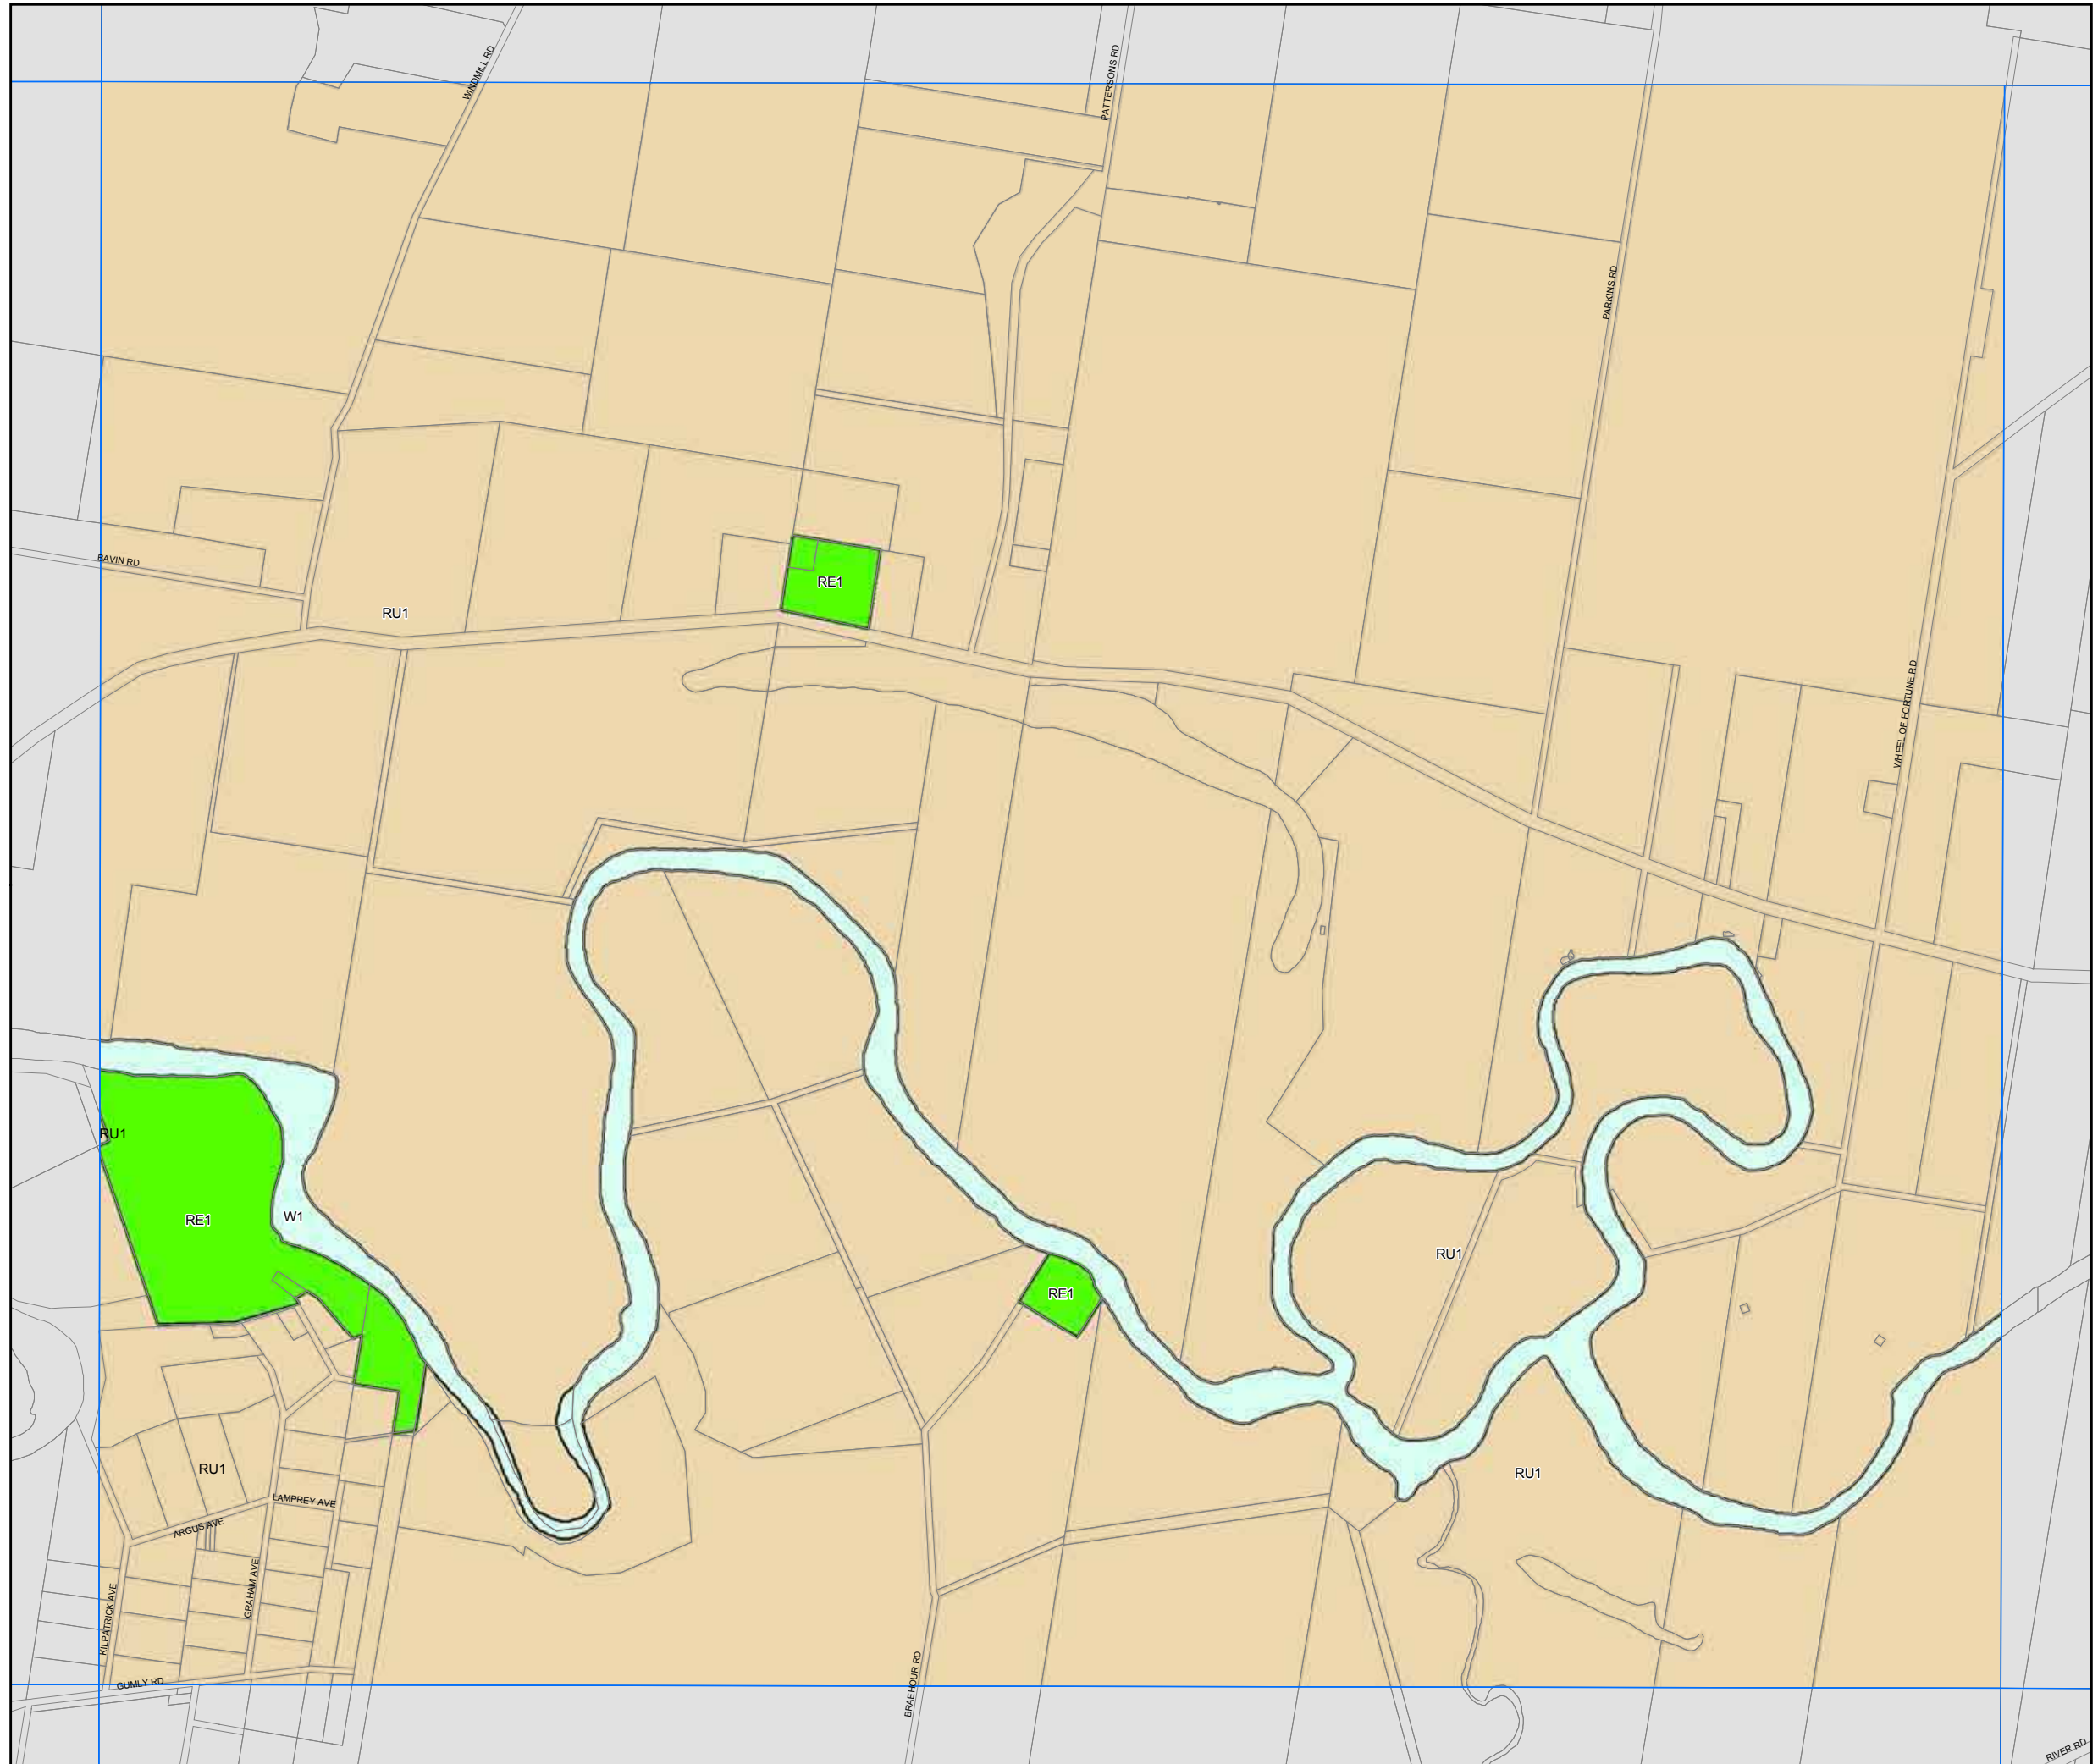 WINDMILL RD
PATTERSONS RD
PARKINS RD
BAVIN RD
RE1
RU1
WHEEL OF FORTUNE RD
RU1
RE1
W1
RU1
RE1
RU1
RU1
LAMPREY AVE
ARGUS AVE
GRAHAM AVE
KILPATRICK AVE
GUMLY RD
BRAEHOUR RD
RIVER RD